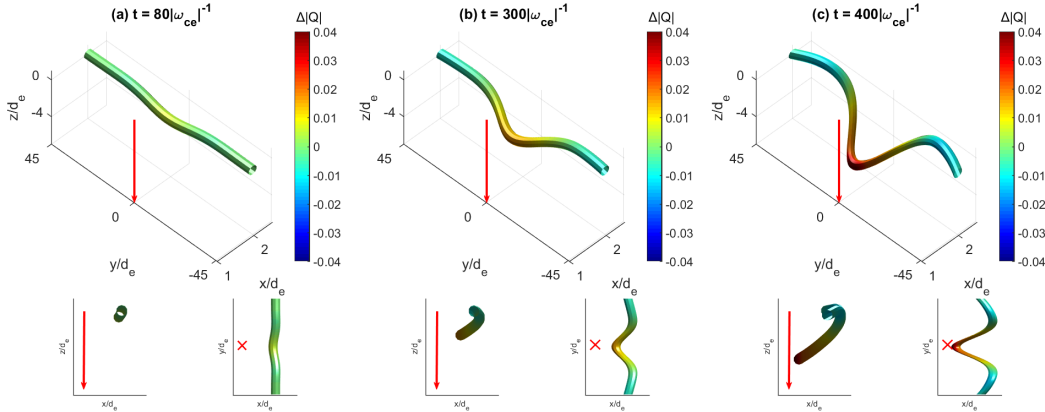 (a) t = 80|ω_ce|^-1
Δ|Q|
0.04
0.03
0.02
0.01
0
-0.01
-0.02
-0.03
-0.04
0
-4
z/d_e
45
0
-45
y/d_e
1
2
x/d_e
z/d_e
x/d_e
y/d_e
x/d_e
(b) t = 300|ω_ce|^-1
Δ|Q|
0.04
0.03
0.02
0.01
0
-0.01
-0.02
-0.03
-0.04
0
-4
z/d_e
45
0
-45
y/d_e
1
2
x/d_e
z/d_e
x/d_e
y/d_e
x/d_e
(c) t = 400|ω_ce|^-1
Δ|Q|
0.04
0.03
0.02
0.01
0
-0.01
-0.02
-0.03
-0.04
0
-4
z/d_e
45
0
-45
y/d_e
1
2
x/d_e
z/d_e
x/d_e
y/d_e
x/d_e